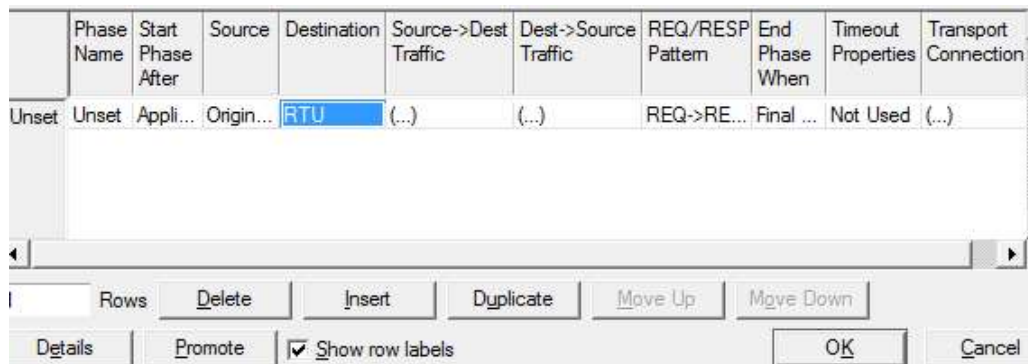 Phase Name Start Phase After Source Destination Source->Dest Traffic Dest->Source Traffic REQ/RESP Pattern End Phase When Timeout Properties Transport Connection
Unset Unset Appli... Origin... RTU (...) (...) REQ->RE... Final ... Not Used (...)
Rows Delete Insert Duplicate Move Up Move Down
Details Promote Show row labels OK Cancel